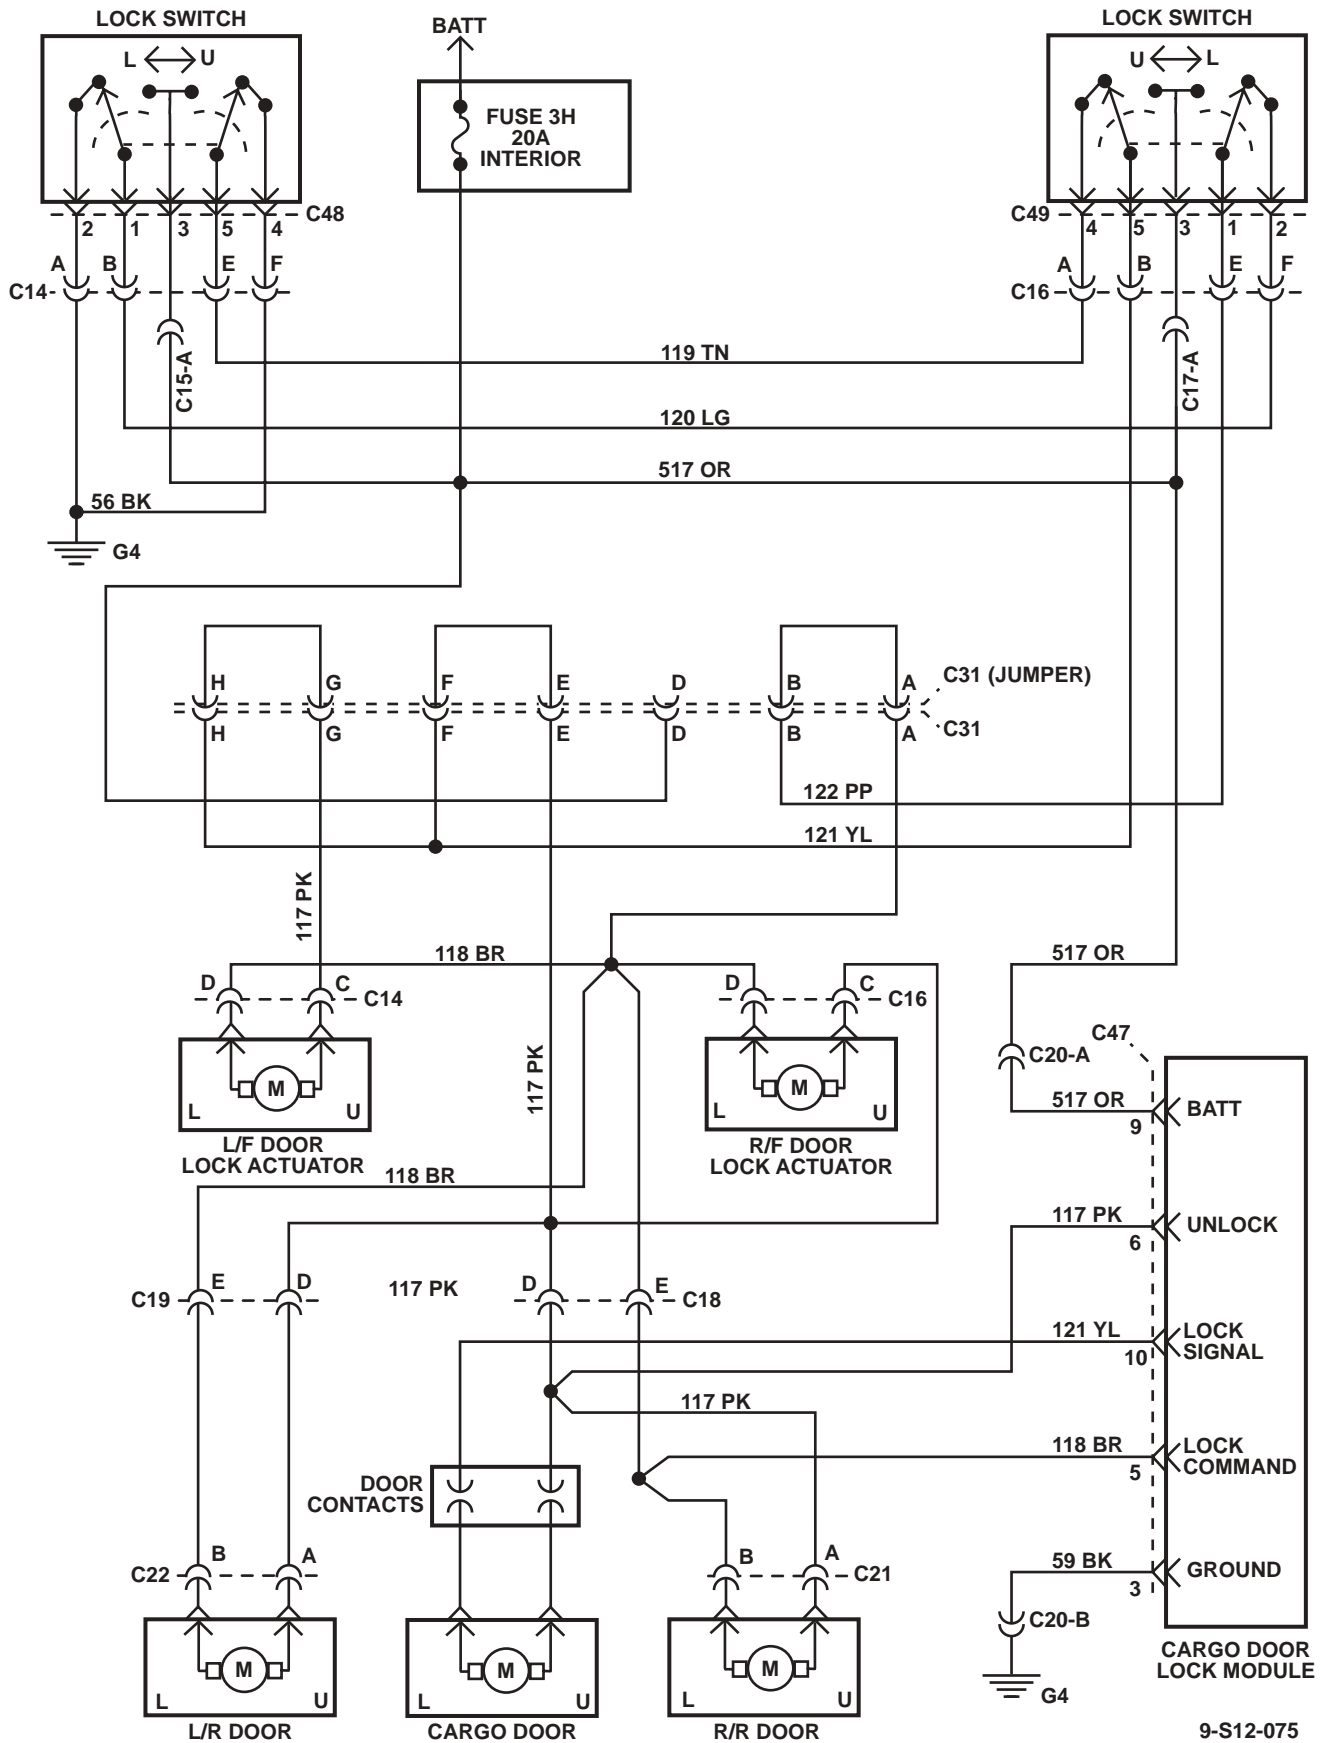 LOCK SWITCH
BATT
LOCK SWITCH
L U
U L
FUSE 3H
20A
INTERIOR
C48
2 1 3 5 4
C49
4 5 3 1 2
A B E F
C14
A B E F
C16
C15-A
C17-A
119 TN
120 LG
517 OR
56 BK
G4
H G F E D B A
C31 (JUMPER)
H G F E D B A
C31
122 PP
121 YL
117 PK
118 BR
517 OR
D C C14
D C C16
C47
C20-A
M
L U
L/F DOOR
LOCK ACTUATOR
117 PK
M
L U
R/F DOOR
LOCK ACTUATOR
517 OR
9
BATT
118 BR
117 PK
6
UNLOCK
C19
E D
117 PK
D E
C18
121 YL
10
LOCK
SIGNAL
117 PK
118 BR
5
LOCK
COMMAND
DOOR
CONTACTS
C22
B A
B A
C21
59 BK
3
GROUND
C20-B
G4
M
L U
L/R DOOR
M
L U
CARGO DOOR
M
L U
R/R DOOR
CARGO DOOR
LOCK MODULE
9-S12-075